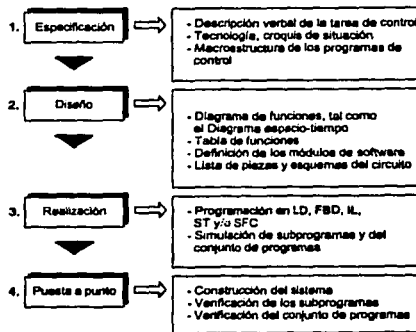 1. Especificación
- Descripción verbal de la tarea de control
- Tecnología, croquis de situación
- Macroestructura de los programas de
control
2. Diseño
- Diagrama de funciones, tal como
el Diagrama espacio-tiempo
- Tabla de funciones
- Definición de los módulos de software
- Lista de piezas y esquemas del circuito
3. Realización
- Programación en LD, FBD, IL,
ST y/o SFC
- Simulación de subprogramas y del
conjunto de programas
4. Puesta a punto
- Construcción del sistema
- Verificación de los subprogramas
- Verificación del conjunto de programas